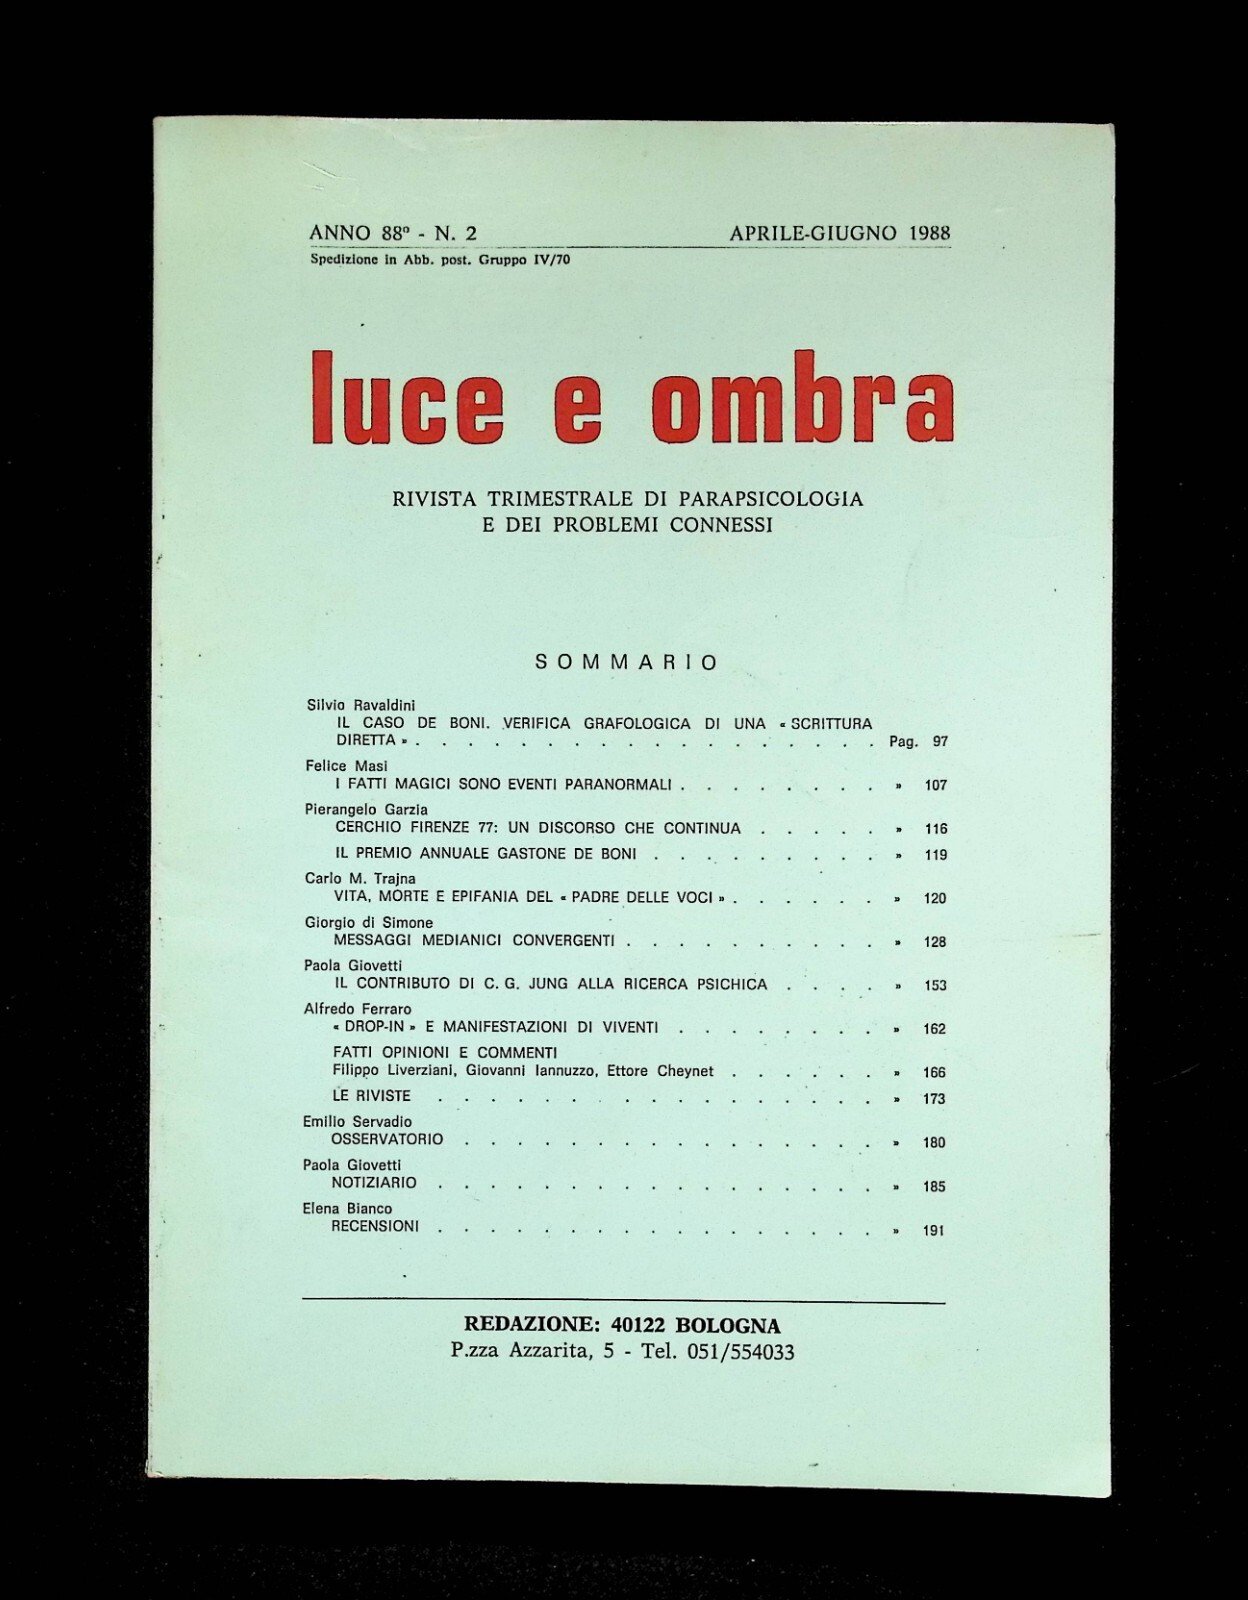 ANNO 88º - N. 2 APRILE-GIUGNO 1988
Spedizione in Abb. post. Gruppo IV/70
luce e ombra
RIVISTA TRIMESTRALE DI PARAPSICOLOGIA
E DEI PROBLEMI CONNESSI
SOMMARIO
Silvio Ravaldini
IL CASO DE BONI. VERIFICA GRAFOLOGICA DI UNA « SCRITTURA
DIRETTA » . . . . . . . . . . . . . . . . . . Pag. 97
Felice Masi
I FATTI MAGICI SONO EVENTI PARANORMALI . . . . . . . . » 107
Pierangelo Garzia
CERCHIO FIRENZE 77: UN DISCORSO CHE CONTINUA . . . . . » 116
IL PREMIO ANNUALE GASTONE DE BONI . . . . . . . . . » 119
Carlo M. Trajna
VITA, MORTE E EPIFANIA DEL « PADRE DELLE VOCI » . . . . . . » 120
Giorgio di Simone
MESSAGGI MEDIANICI CONVERGENTI . . . . . . . . . . » 128
Paola Giovetti
IL CONTRIBUTO DI C. G. JUNG ALLA RICERCA PSICHICA . . . . » 153
Alfredo Ferraro
« DROP-IN » E MANIFESTAZIONI DI VIVENTI . . . . . . . . » 162
FATTI OPINIONI E COMMENTI
Filippo Liverziani, Giovanni Iannuzzo, Ettore Cheynet . . . . . . » 166
LE RIVISTE . . . . . . . . . . . . . . . . . » 173
Emilio Servadio
OSSERVATORIO . . . . . . . . . . . . . . . . » 180
Paola Giovetti
NOTIZIARIO . . . . . . . . . . . . . . . . . » 185
Elena Bianco
RECENSIONI . . . . . . . . . . . . . . . . . » 191
REDAZIONE: 40122 BOLOGNA
P.zza Azzarita, 5 - Tel. 051/554033